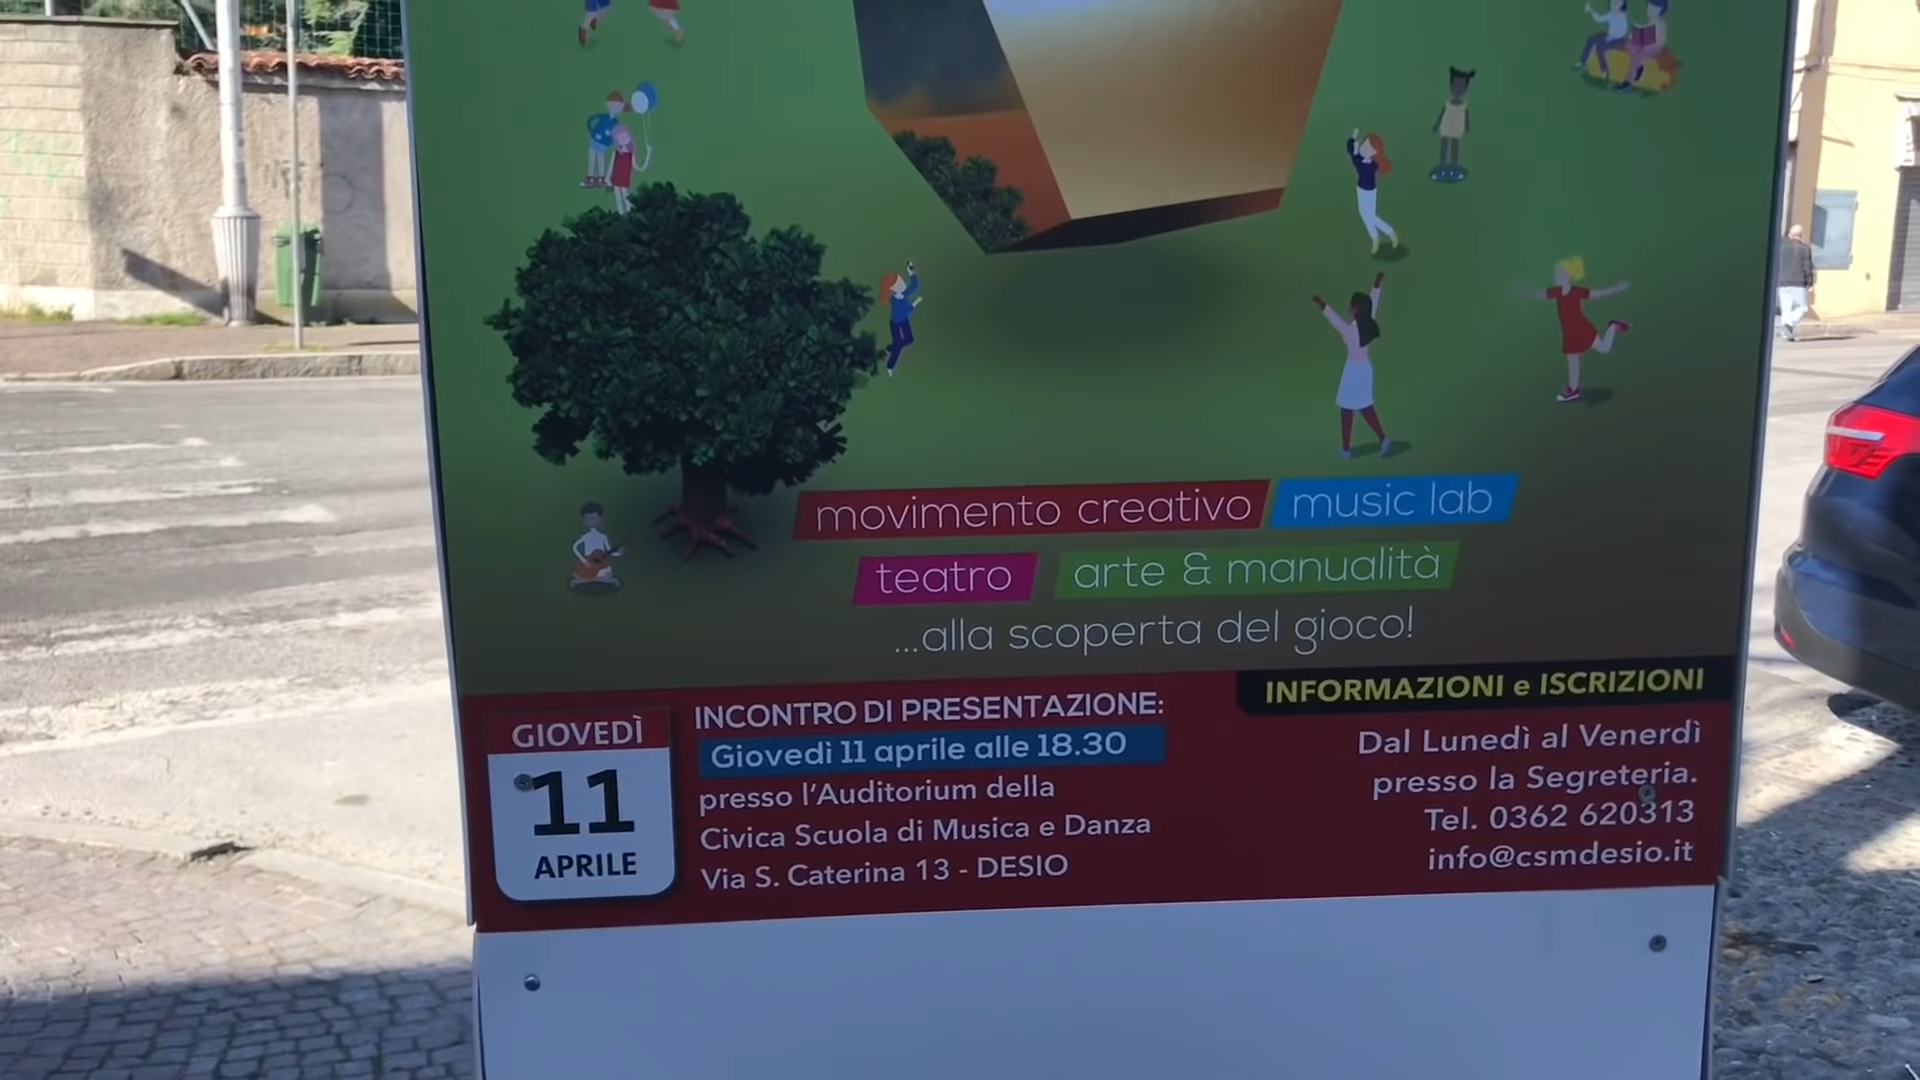 movimento creativo music lab
teatro arte & manualità
...alla scoperta del gioco!
GIOVEDÌ
11
APRILE
INCONTRO DI PRESENTAZIONE:
Giovedì 11 aprile alle 18.30
presso l'Auditorium della
Civica Scuola di Musica e Danza
Via S. Caterina 13 - DESIO
INFORMAZIONI e ISCRIZIONI
Dal Lunedì al Venerdì
presso la Segreteria.
Tel. 0362 620313
info@csmdesio.it